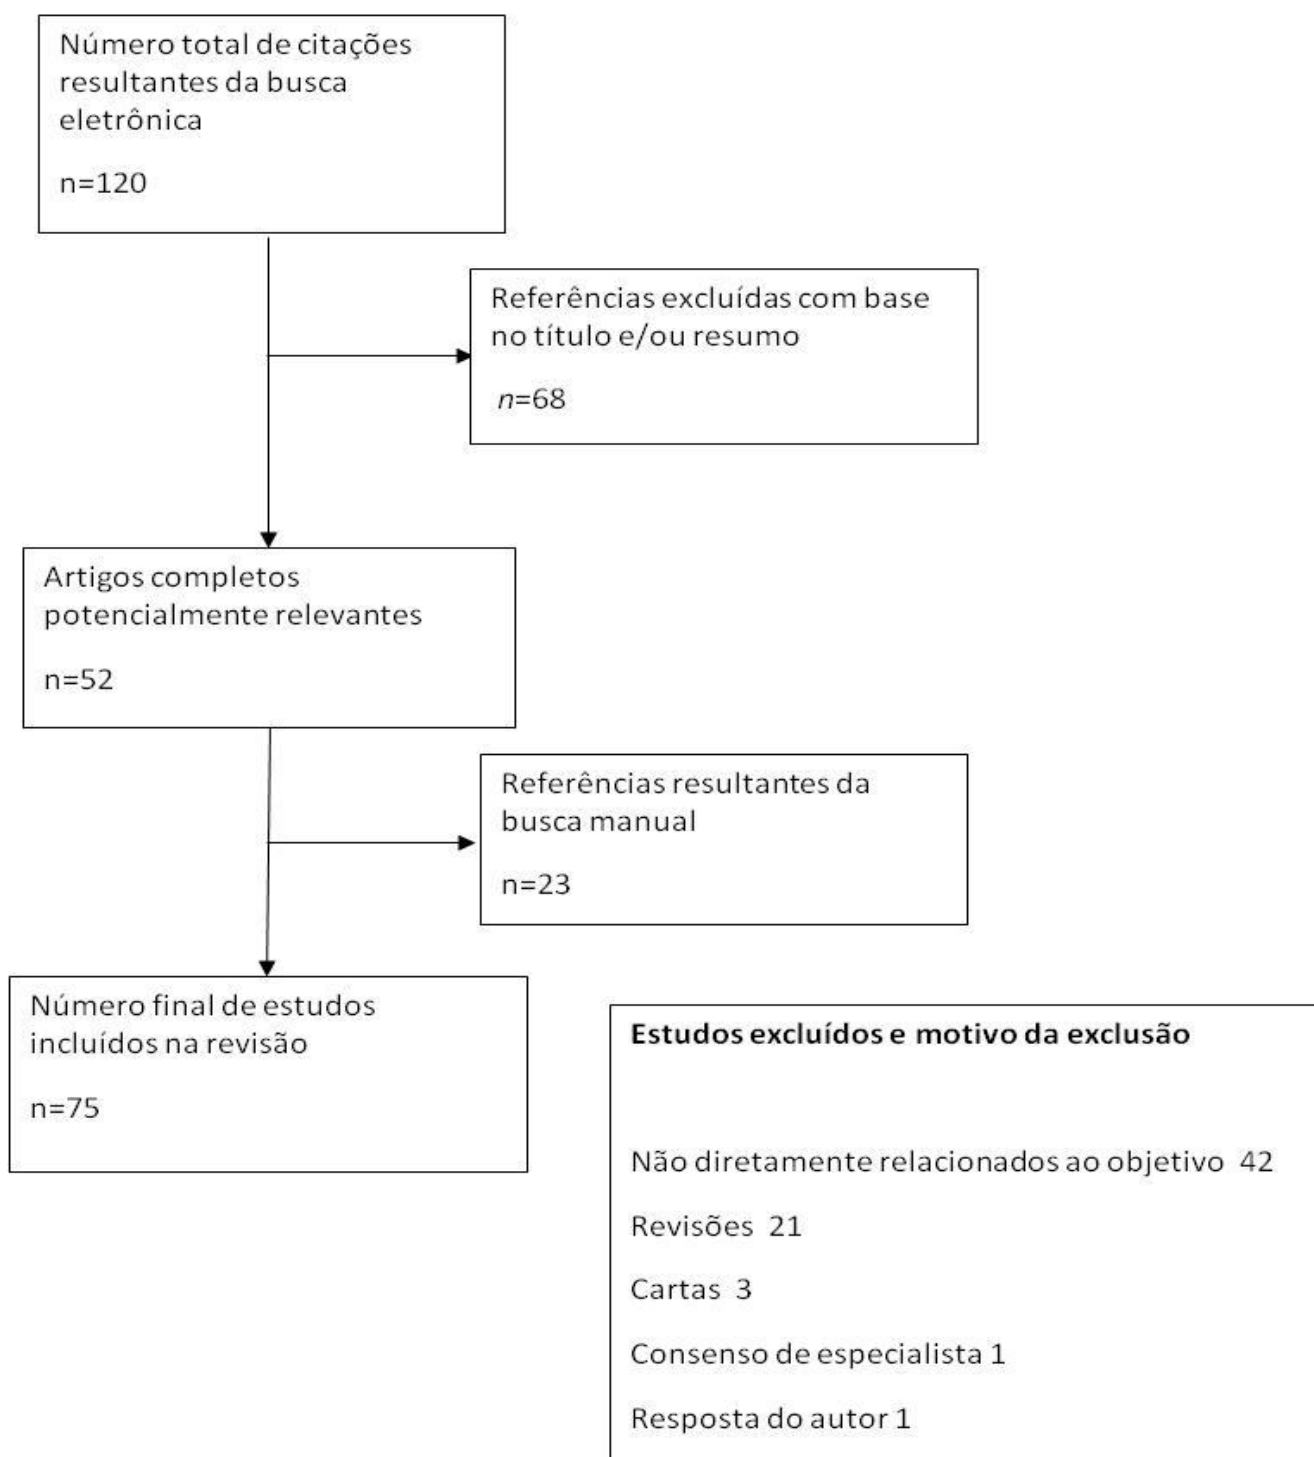 Número total de citações
resultantes da busca
eletrônica
n=120
Referências excluídas com base
no título e/ou resumo
n=68
Artigos completos
potencialmente relevantes
n=52
Referências resultantes da
busca manual
n=23
Número final de estudos
incluídos na revisão
n=75
Estudos excluídos e motivo da exclusão
Não diretamente relacionados ao objetivo 42
Revisões 21
Cartas 3
Consenso de especialista 1
Resposta do autor 1